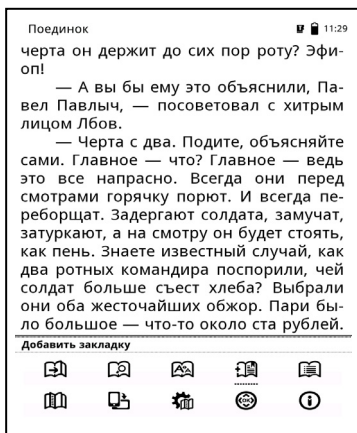 Поединок 11:29
черта он держит до сих пор роту? Эфи-
оп!
— А вы бы ему это объяснили, Па-
вел Павлыч, — посоветовал с хитрым
лицом Лбов.
— Черта с два. Подите, объясняйте
сами. Главное — что? Главное — ведь
это все напрасно. Всегда они перед
смотрами горячку порют. И всегда пе-
реборщат. Задергают солдата, замучат,
затуркают, а на смотру он будет стоять,
как пень. Знаете известный случай, как
два ротных командира поспорили, чей
солдат больше съест хлеба? Выбрали
они оба жесточайших обжор. Пари бы-
ло большое — что-то около ста рублей.
Добавить закладку
OK